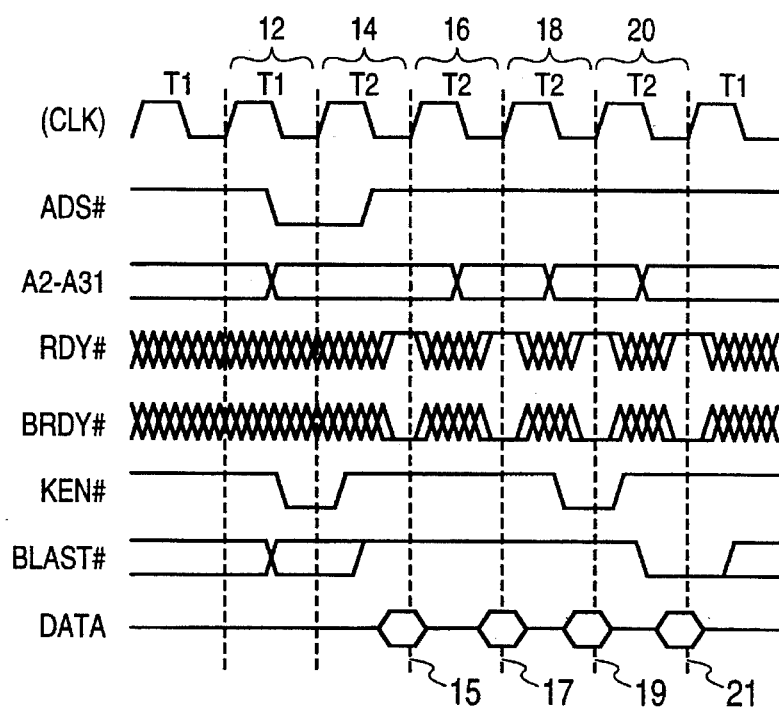 12 14 16 18 20
T1 T1 T2 T2 T2 T2 T1
(CLK)
ADS#
A2-A31
RDY#
BRDY#
KEN#
BLAST#
DATA
15 17 19 21